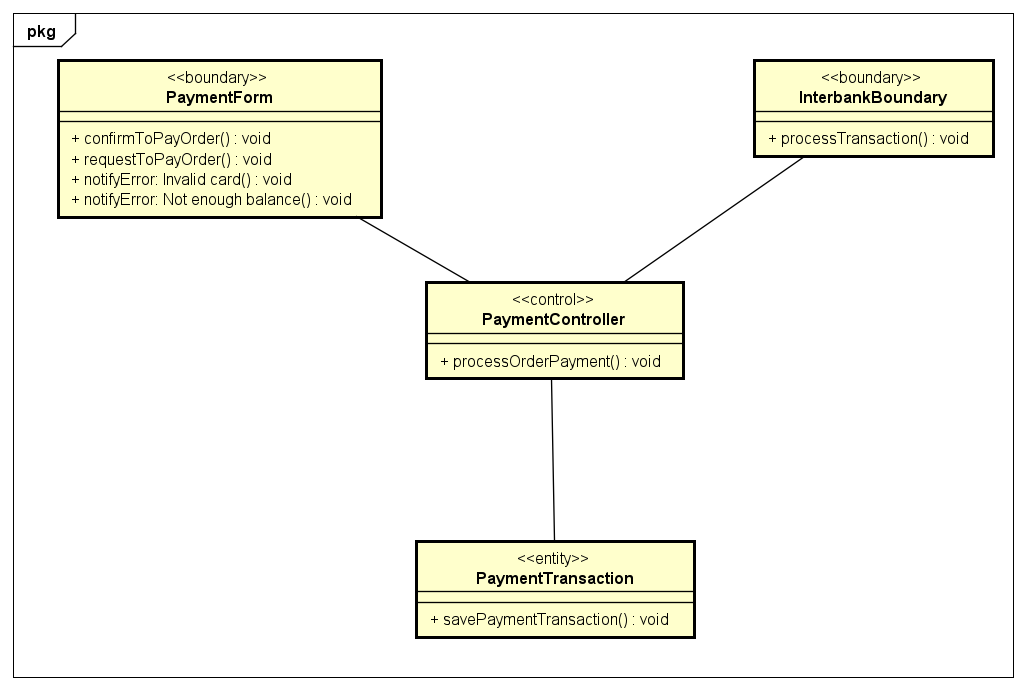 pkg
<<boundary>>
PaymentForm
+ confirmToPayOrder() : void
+ requestToPayOrder() : void
+ notifyError: Invalid card() : void
+ notifyError: Not enough balance() : void
<<boundary>>
InterbankBoundary
+ processTransaction() : void
<<control>>
PaymentController
+ processOrderPayment() : void
<<entity>>
PaymentTransaction
+ savePaymentTransaction() : void